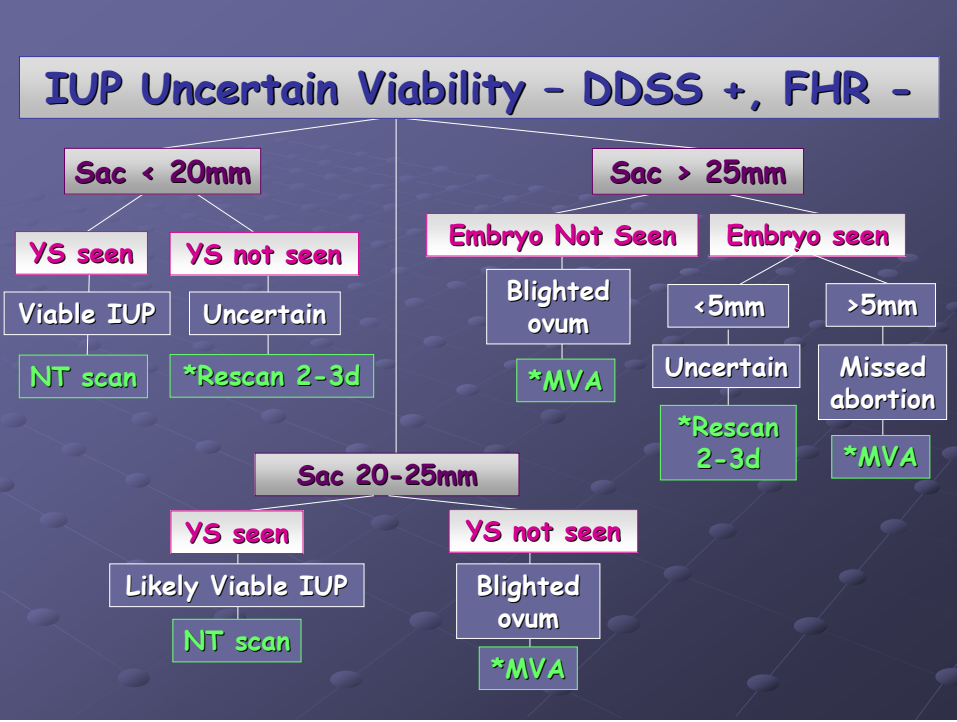 IUP Uncertain Viability – DDSS +, FHR -
Sac < 20mm
YS seen
Viable IUP
NT scan
YS not seen
Uncertain
*Rescan 2-3d
Sac > 25mm
Embryo Not Seen
Blighted
ovum
*MVA
Embryo seen
<5mm
Uncertain
*Rescan
2-3d
>5mm
Missed
abortion
*MVA
Sac 20-25mm
YS seen
Likely Viable IUP
NT scan
YS not seen
Blighted
ovum
*MVA